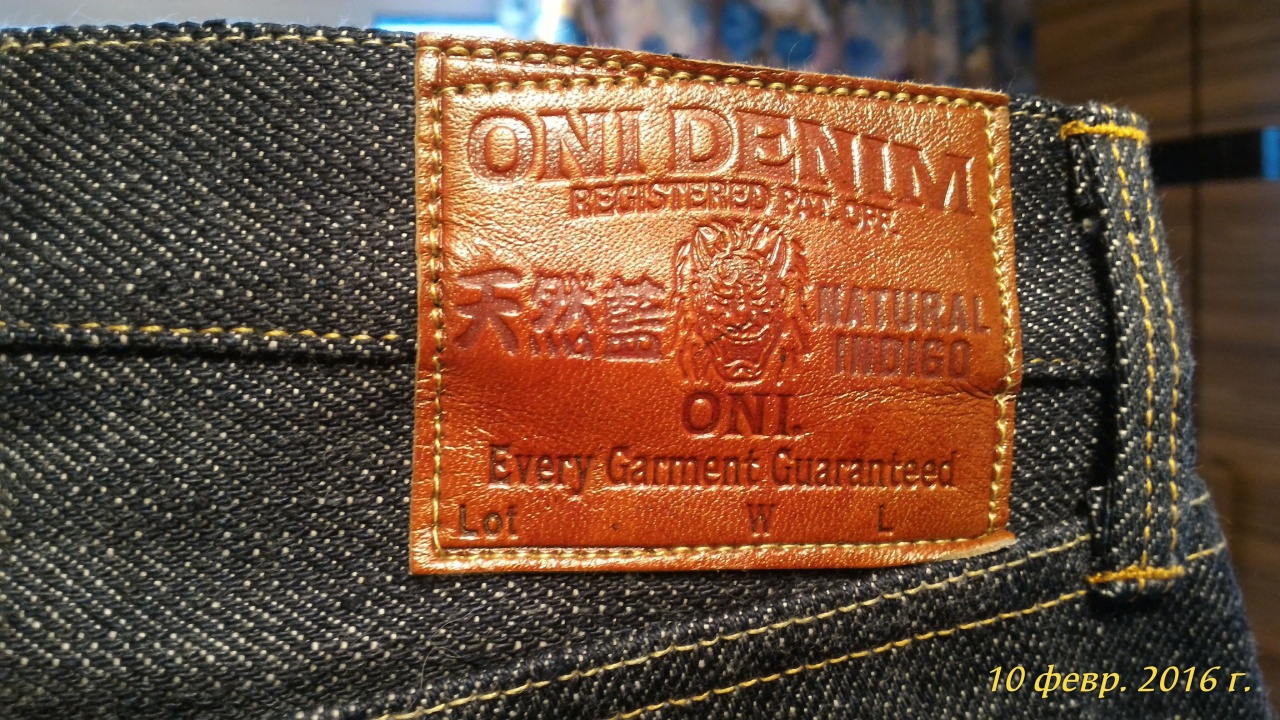 ONI DENIM
REGISTERED PAT. OFF.
天然藍
NATURAL
INDIGO
ONI.
Every Garment Guaranteed
Lot W L
10 февр. 2016 г.